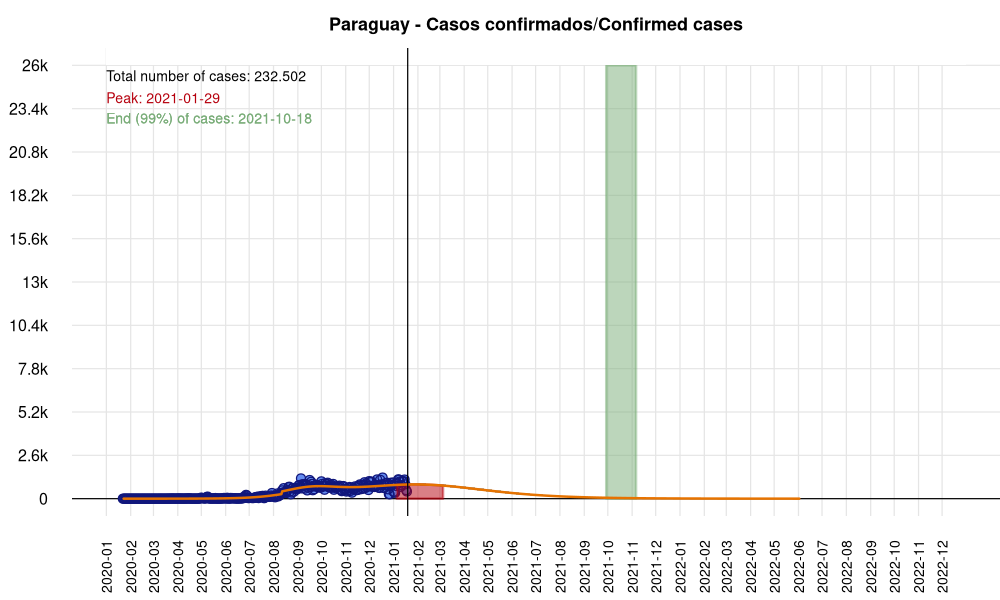 Paraguay - Casos confirmados/Confirmed cases
Total number of cases: 232.502
Peak: 2021-01-29
End (99%) of cases: 2021-10-18
26k
23.4k
20.8k
18.2k
15.6k
13k
10.4k
7.8k
5.2k
2.6k
0
2020-01
2020-02
2020-03
2020-04
2020-05
2020-06
2020-07
2020-08
2020-09
2020-10
2020-11
2020-12
2021-01
2021-02
2021-03
2021-04
2021-05
2021-06
2021-07
2021-08
2021-09
2021-10
2021-11
2021-12
2022-01
2022-02
2022-03
2022-04
2022-05
2022-06
2022-07
2022-08
2022-09
2022-10
2022-11
2022-12